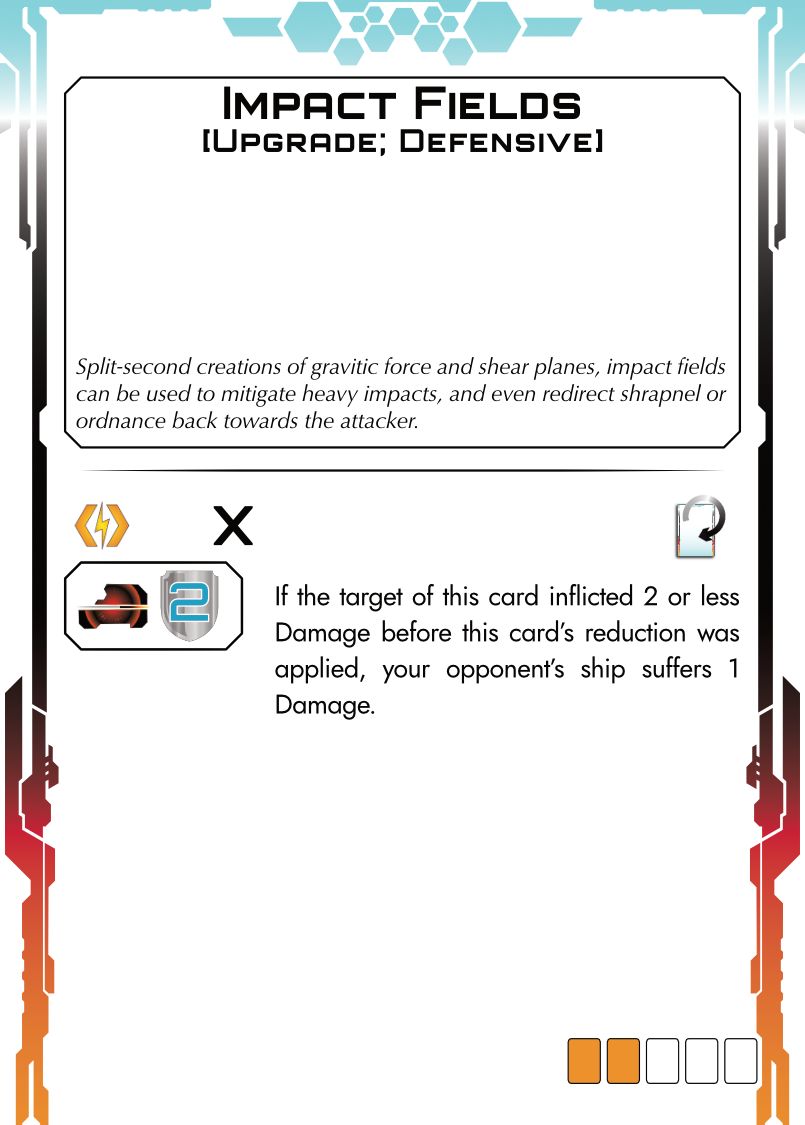 Impact Fields
[Upgrade; Defensive]
Split-second creations of gravitic force and shear planes, impact fields
can be used to mitigate heavy impacts, and even redirect shrapnel or
ordnance back towards the attacker.
X
2
If the target of this card inflicted 2 or less
Damage before this card’s reduction was
applied, your opponent’s ship suffers 1
Damage.